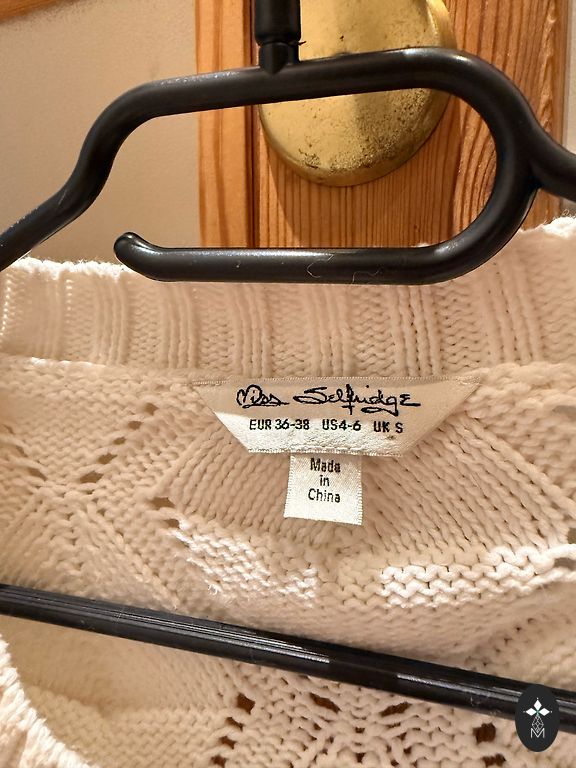 Miss Selfridge
EUR 36-38 US4-6 UK S
Made
in
China
M